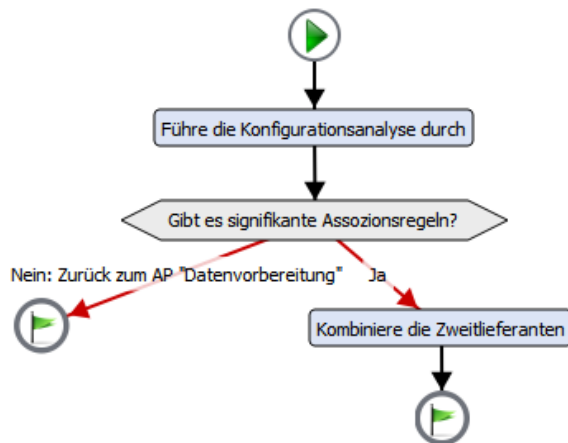 Führe die Konfigurationsanalyse durch
Gibt es signifikante Assozionsregeln?
Nein: Zurück zum AP "Datenvorbereitung"
Ja
Kombiniere die Zweitlieferanten